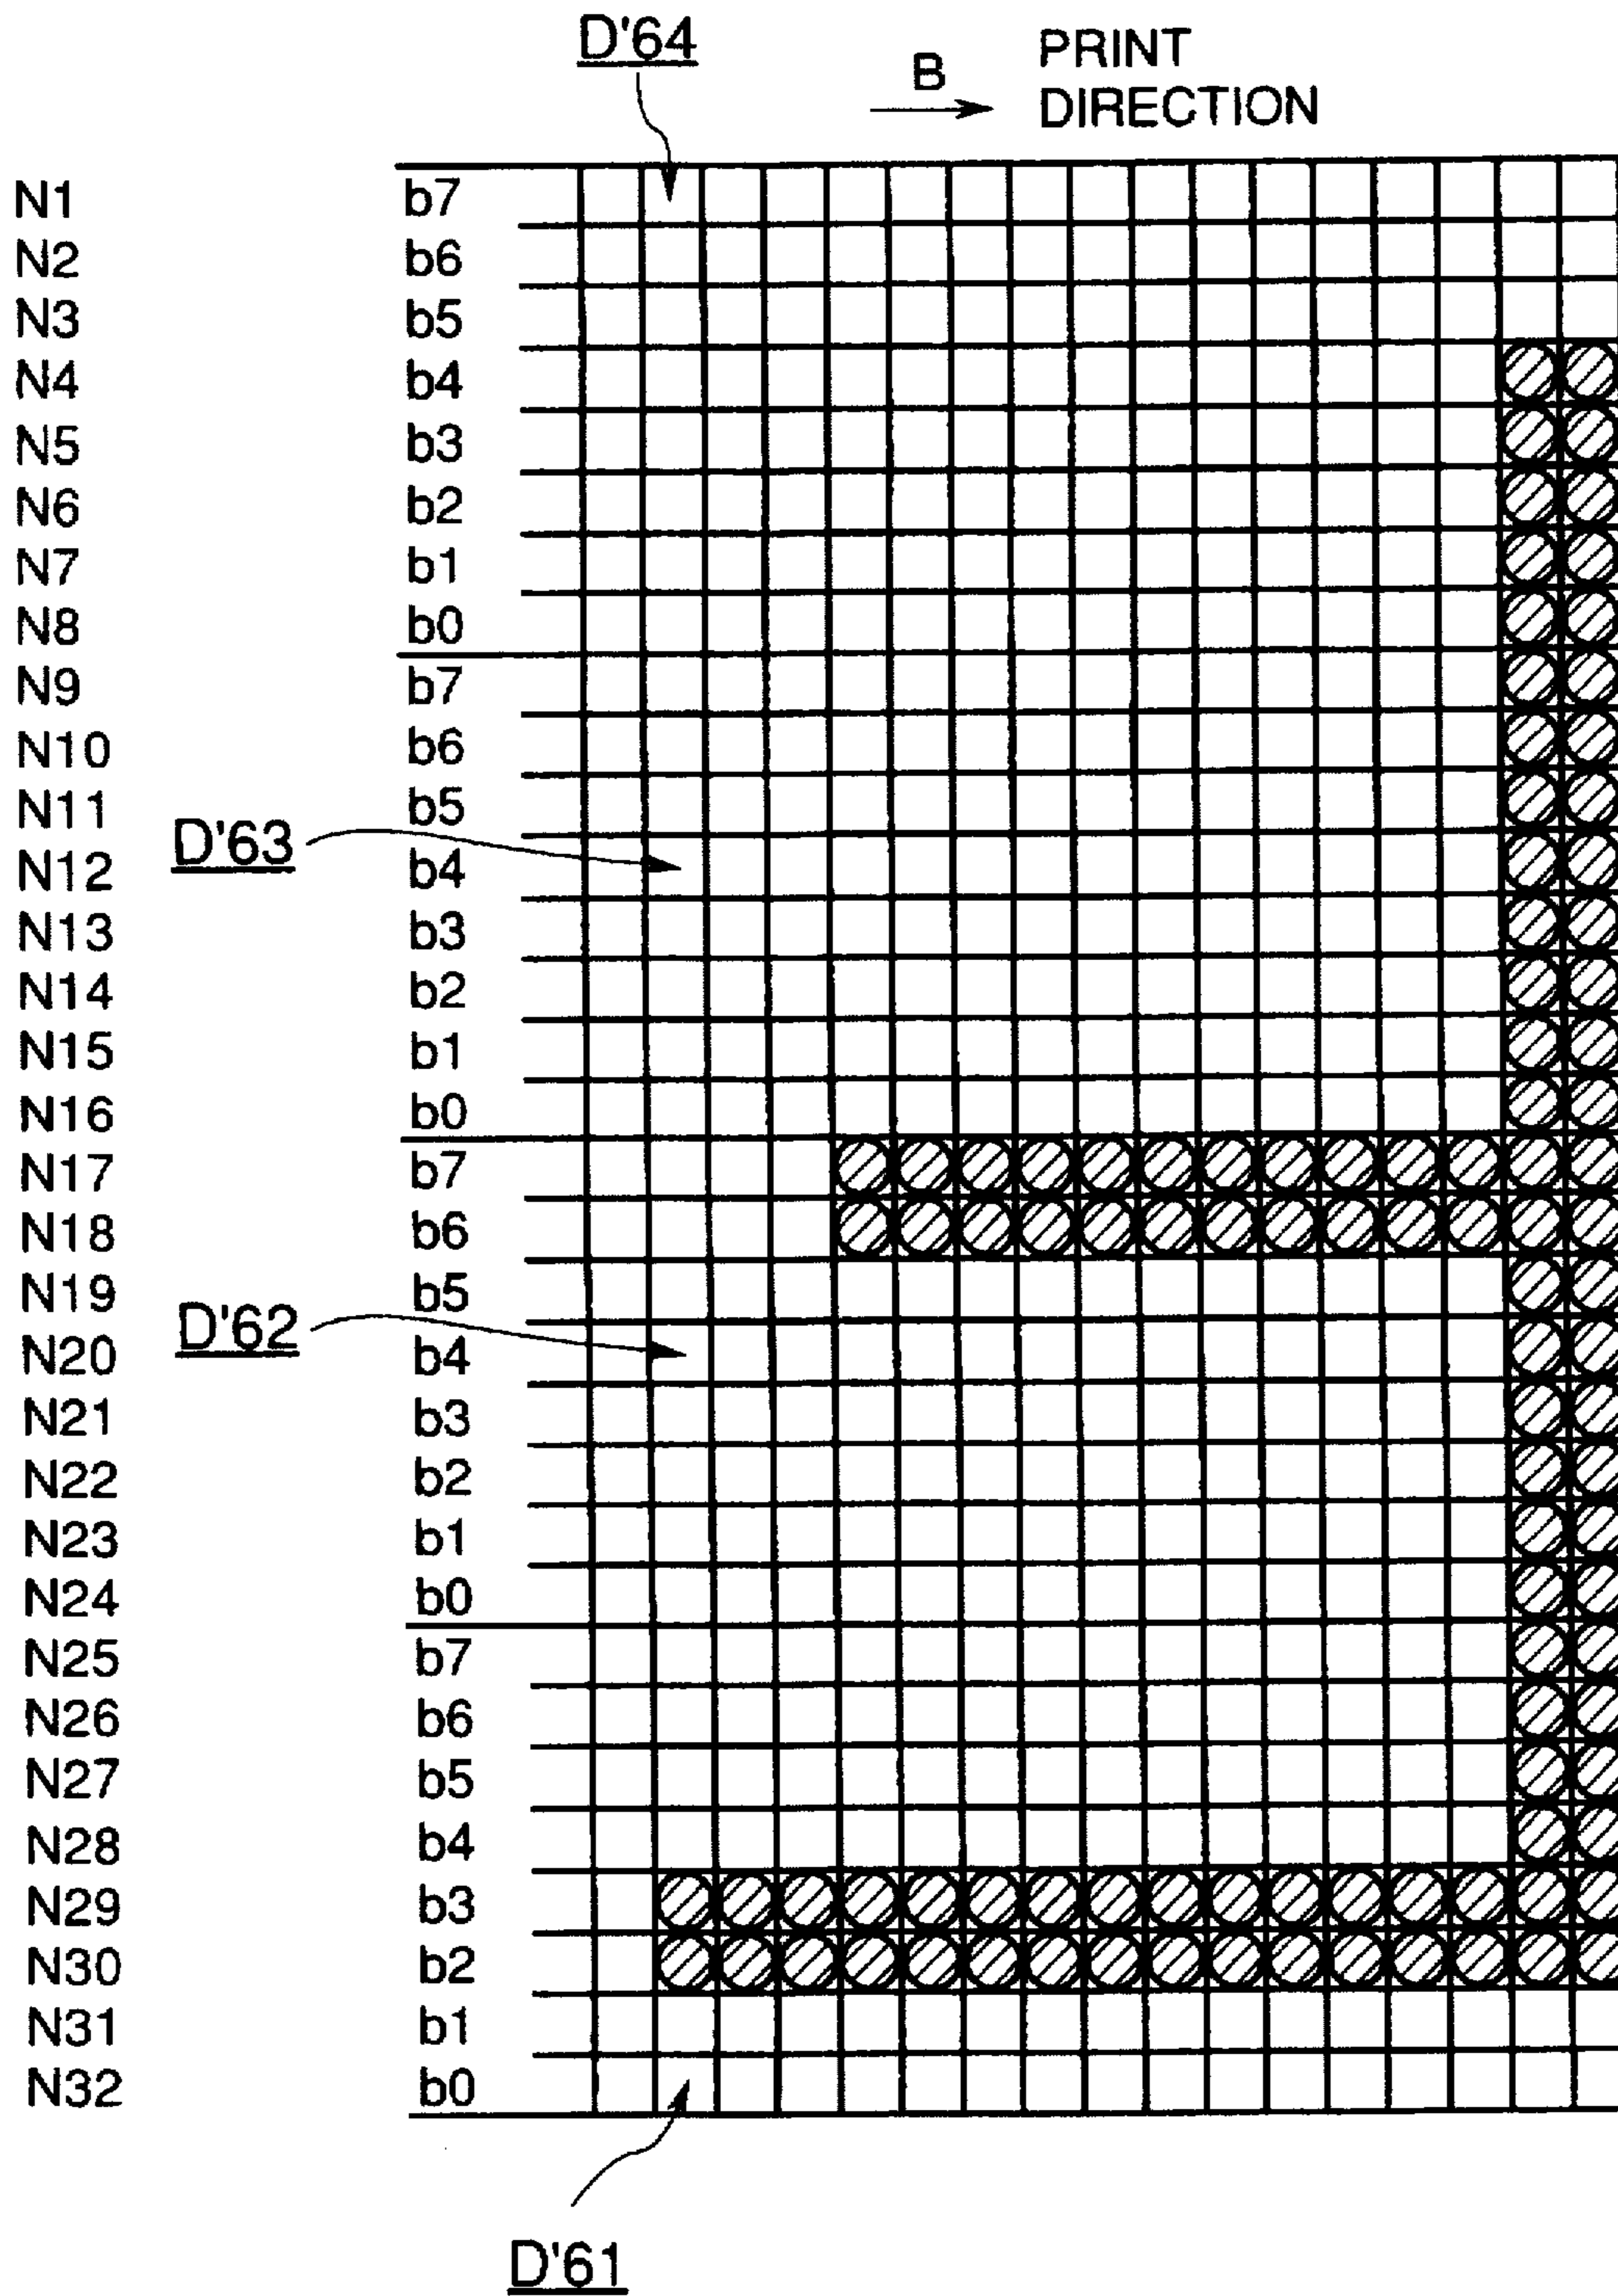 D'64
B
PRINT
DIRECTION
N1 b7
N2 b6
N3 b5
N4 b4
N5 b3
N6 b2
N7 b1
N8 b0
N9 b7
N10 b6
N11 b5
D'63
N12 b4
N13 b3
N14 b2
N15 b1
N16 b0
N17 b7
N18 b6
N19 b5
D'62
N20 b4
N21 b3
N22 b2
N23 b1
N24 b0
N25 b7
N26 b6
N27 b5
N28 b4
N29 b3
N30 b2
N31 b1
N32 b0
D'61